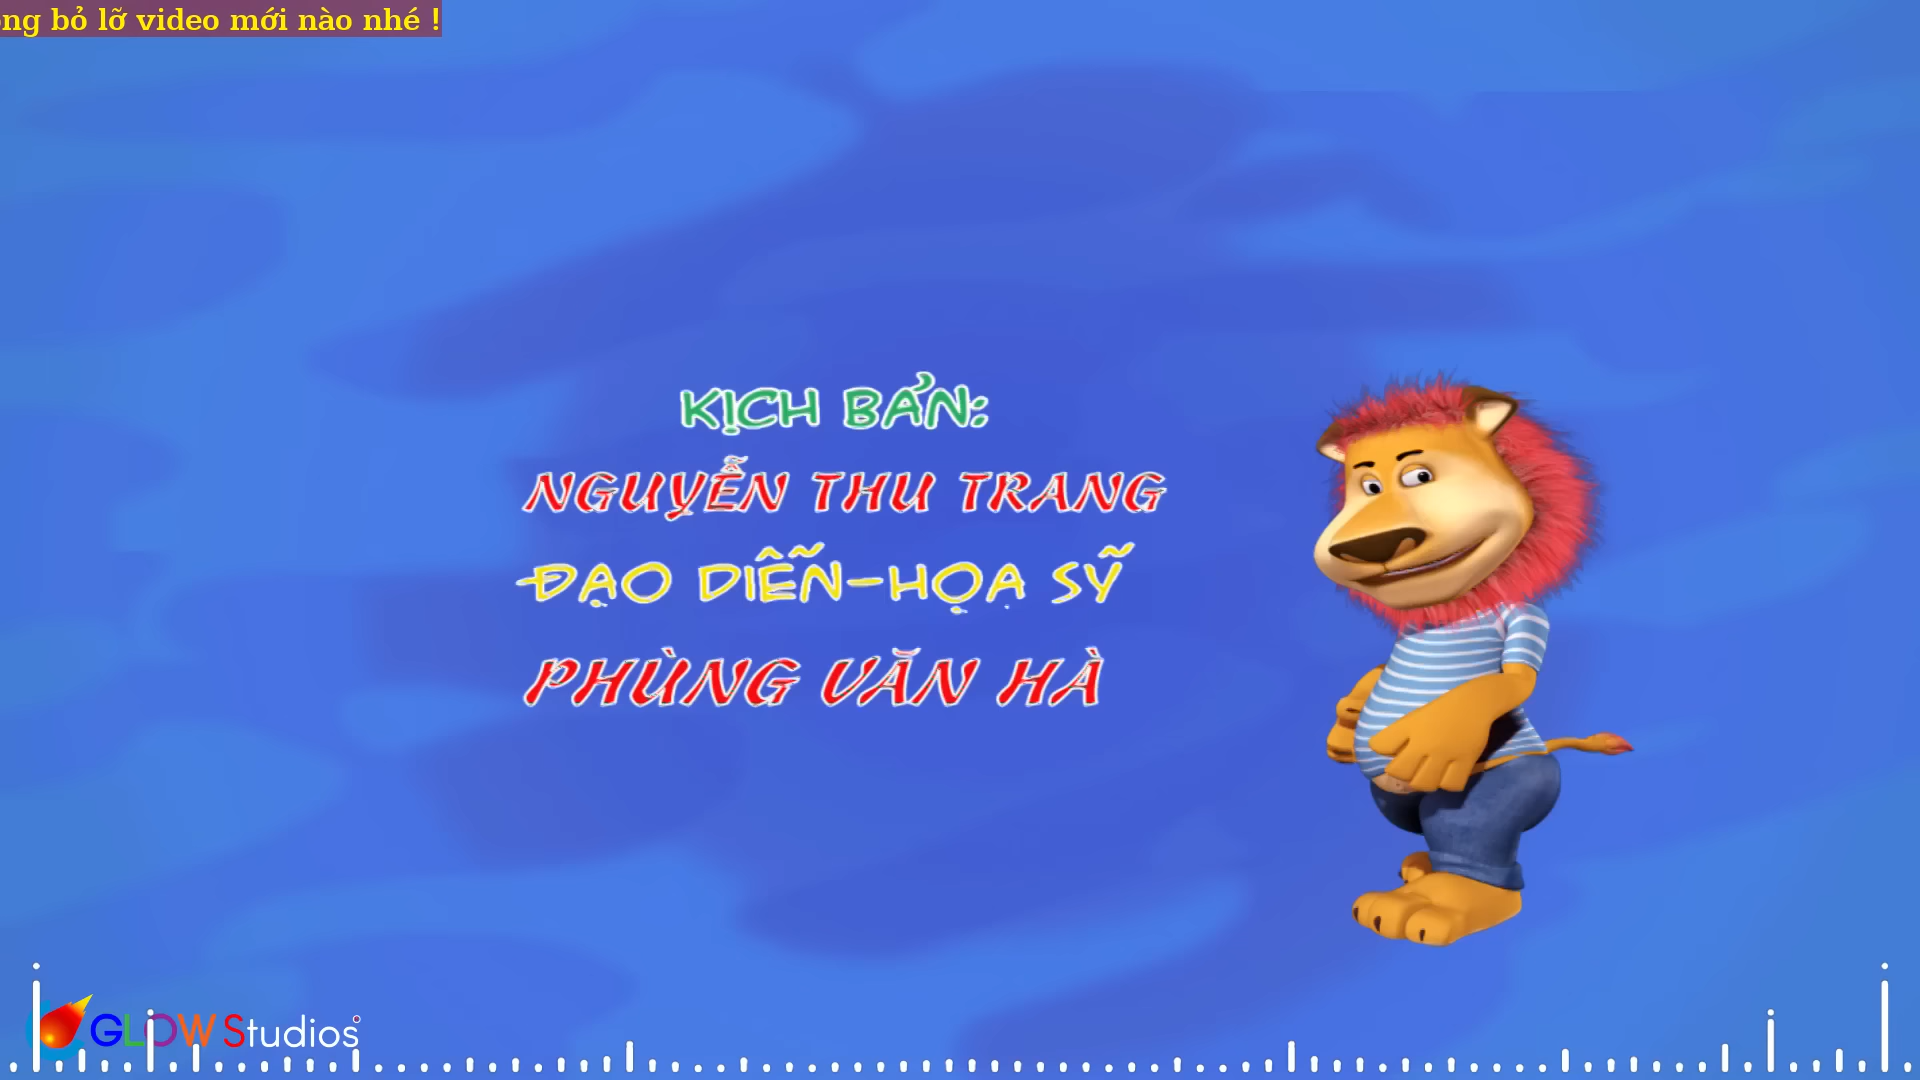 ng bỏ lỡ video mới nào nhé !
KỊCH BẢN:
NGUYỄN THU TRANG
ĐẠO DIỄN-HỌA SỸ
PHÙNG VĂN HÀ
GLOW Studios